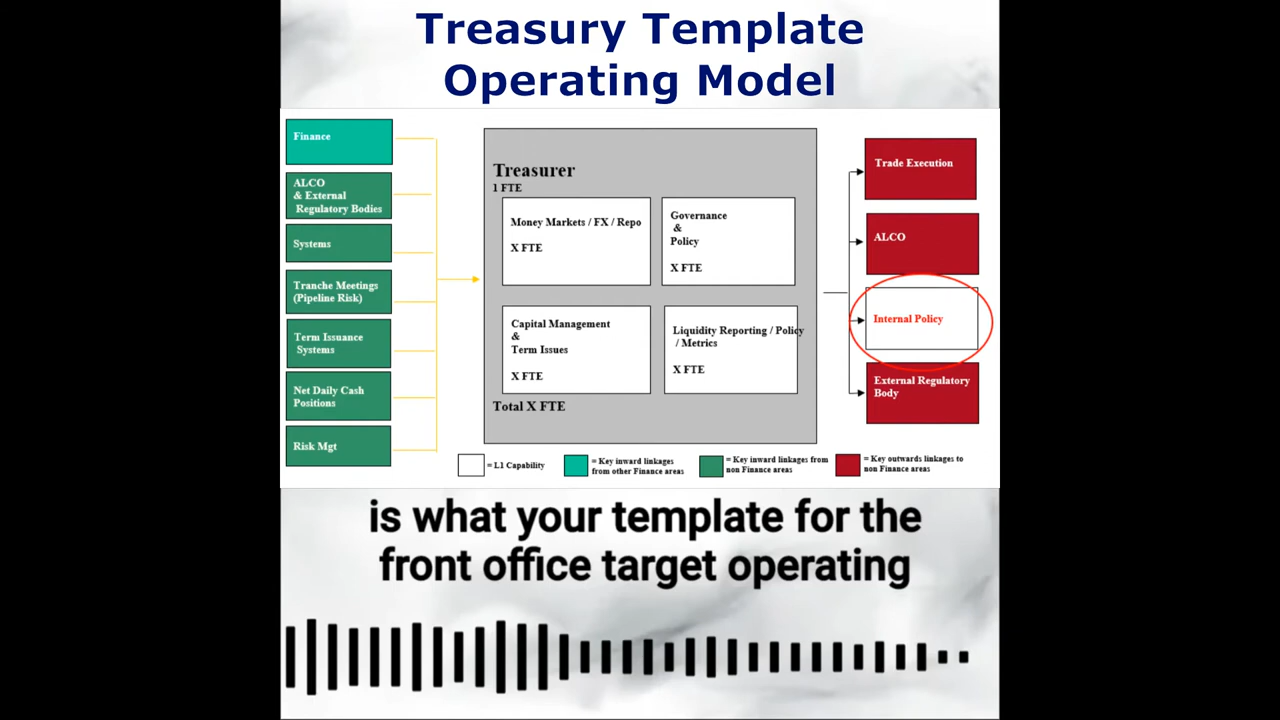 Treasury Template
Operating Model
Finance
ALCO
& External
Regulatory Bodies
Systems
Tranche Meetings
(Pipeline Risk)
Term Issuance
Systems
Net Daily Cash
Positions
Risk Mgt
Treasurer
1 FTE
Money Markets / FX / Repo
X FTE
Governance
&
Policy
X FTE
Capital Management
&
Term Issues
X FTE
Liquidity Reporting / Policy
/ Metrics
X FTE
Total X FTE
Trade Execution
ALCO
Internal Policy
External Regulatory
Body
= L1 Capability
= Key inward linkages
from other Finance areas
= Key inward linkages from
non Finance areas
= Key outwards linkages to
non Finance areas
is what your template for the
front office target operating